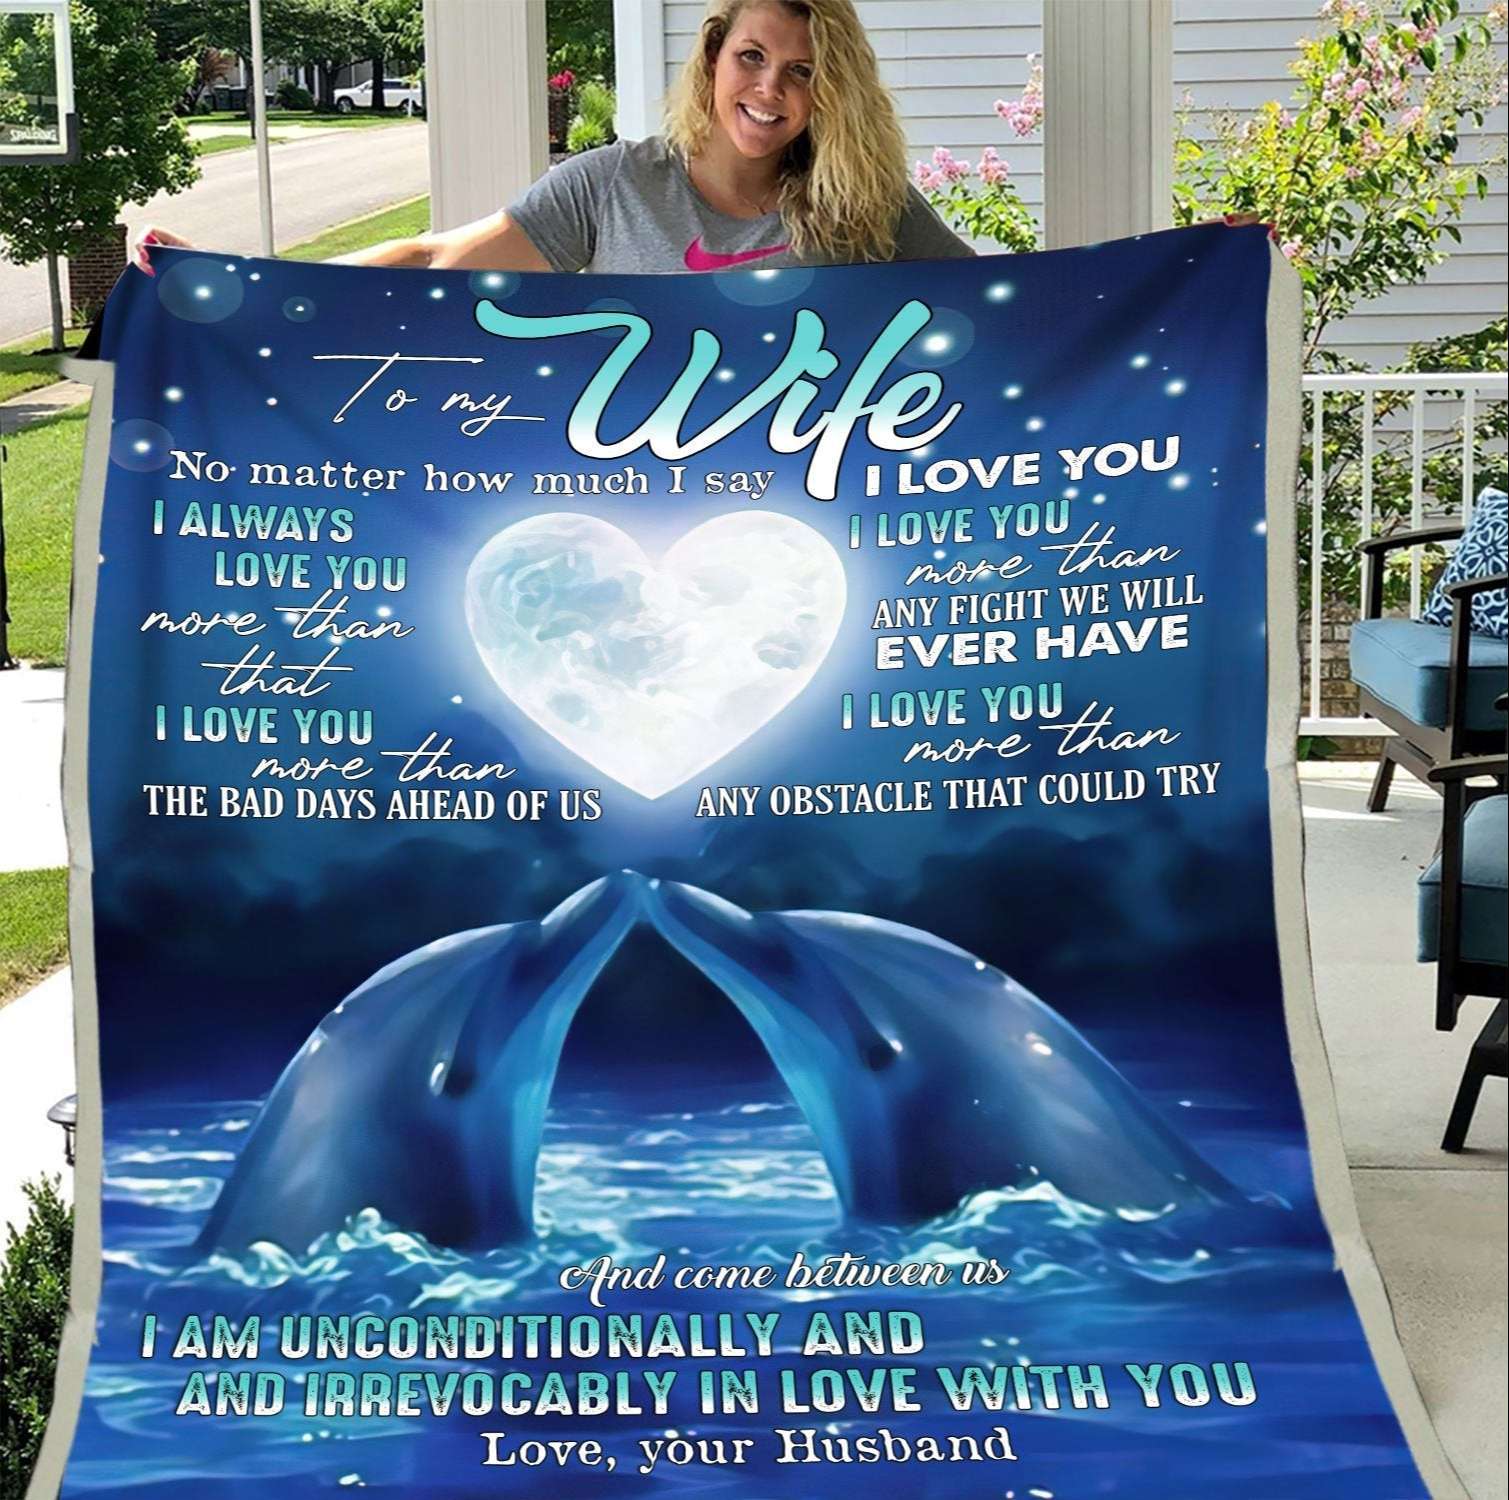 SPALDING
To my Wife
No matter how much I say I LOVE YOU
I ALWAYS
LOVE YOU
more than
that
I LOVE YOU
more than
THE BAD DAYS AHEAD OF US
I LOVE YOU
more than
ANY FIGHT WE WILL
EVER HAVE
I LOVE YOU
more than
ANY OBSTACLE THAT COULD TRY
And come between us
I AM UNCONDITIONALLY AND
AND IRREVOCABLY IN LOVE WITH YOU
Love, your Husband